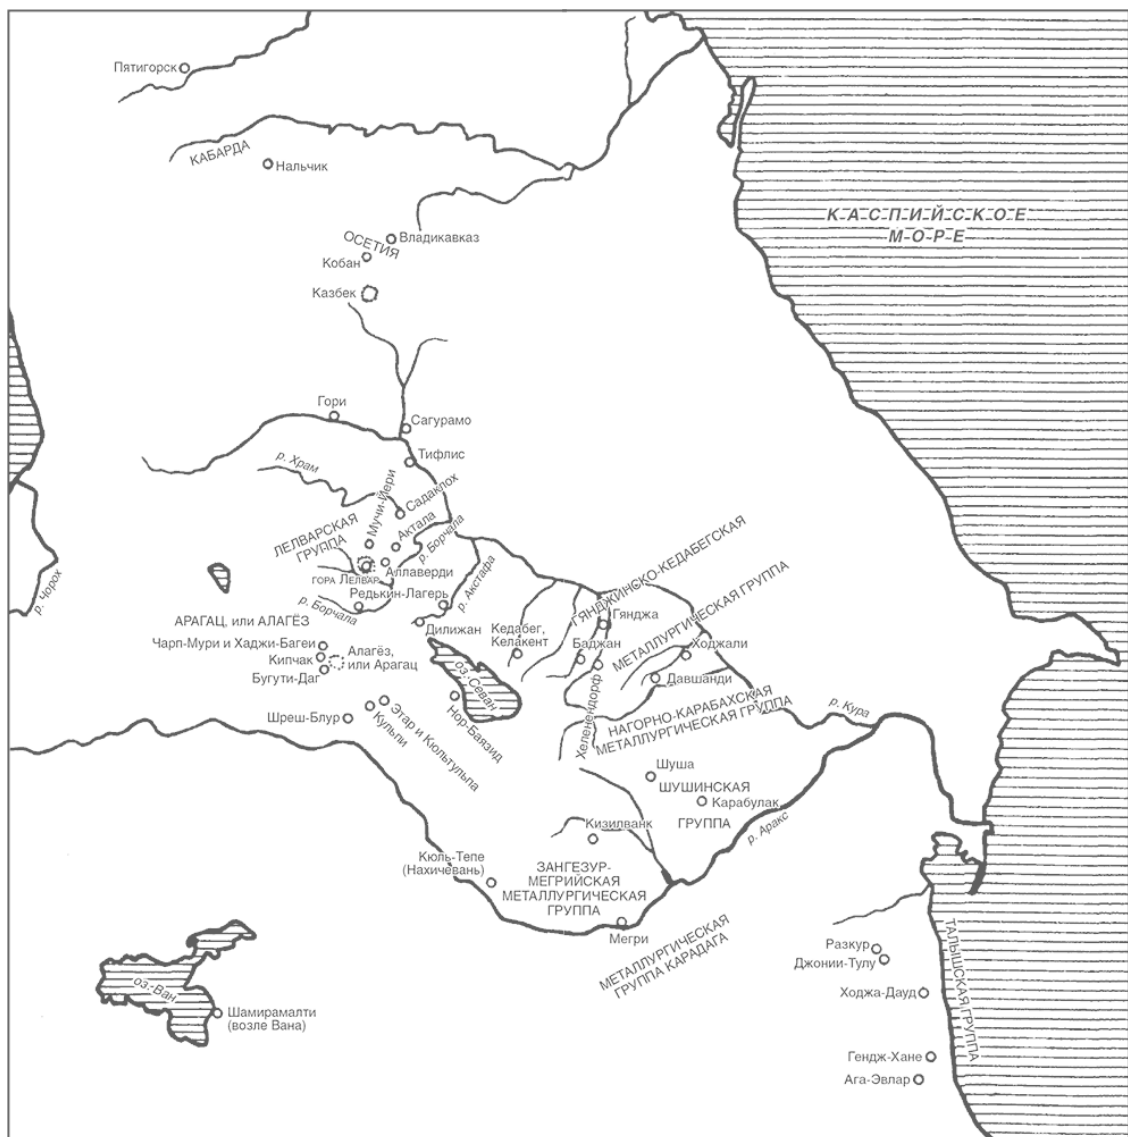 Пятигорск
КАБАРДА
Нальчик
КАСПИЙСКОЕ
МОРЕ
ОСЕТИЯ
Владикавказ
Кобан
Казбек
Гори
Сагурамо
Тифлис
р. Храм
Мучи-Йери
Садаклох
ЛЕЛВАРСКАЯ
ГРУППА
Актала
р. Борчала
Аллаверди
ГОРА ЛЕЛВАР
р. Чорох
р. Борчала
Редькин-Лагерь
р. Акстафа
ГЯНДЖИНСКО-КЕДАБЕГСКАЯ
МЕТАЛЛУРГИЧЕСКАЯ ГРУППА
Гянджа
АРАГАЦ, или АЛАГЁЗ
Дилижан
Кедабег,
Келакент
Баджан
Ходжали
Чарп-Мури и Хаджи-Багеи
Кипчак
Бугути-Даг
Алагёз,
или Арагац
оз. Севан
Давшанди
Хеленендорф
НАГОРНО-КАРАБАХСКАЯ
МЕТАЛЛУРГИЧЕСКАЯ ГРУППА
р. Кура
Шреш-Блур
Кульпи
Этар и Кюльтульпа
Нор-Баязид
Шуша
ШУШИНСКАЯ
Карабулак
ГРУППА
р. Аракс
Кизилванк
Кюль-Тепе
(Нахичевань)
ЗАНГЕЗУР-
МЕГРИЙСКАЯ
МЕТАЛЛУРГИЧЕСКАЯ
ГРУППА
Мегри
МЕТАЛЛУРГИЧЕСКАЯ
ГРУППА КАРАДАГА
ТАЛЫШСКАЯ ГРУППА
Разкур
Джонии-Тулу
Ходжа-Дауд
оз. Ван
Шамирамалти
(возле Вана)
Гендж-Хане
Ага-Эвлар